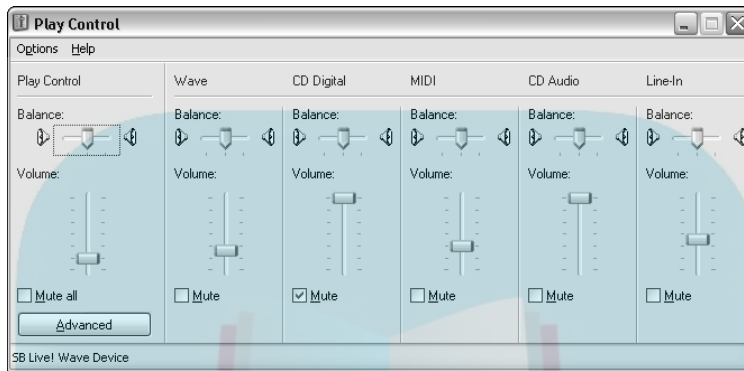 Play Control
Options Help
Play Control Wave CD Digital MIDI CD Audio Line-In
Balance: Balance: Balance: Balance: Balance: Balance:
Volume: Volume: Volume: Volume: Volume: Volume:
Mute all Mute Mute Mute Mute Mute
Advanced
SB Live! Wave Device